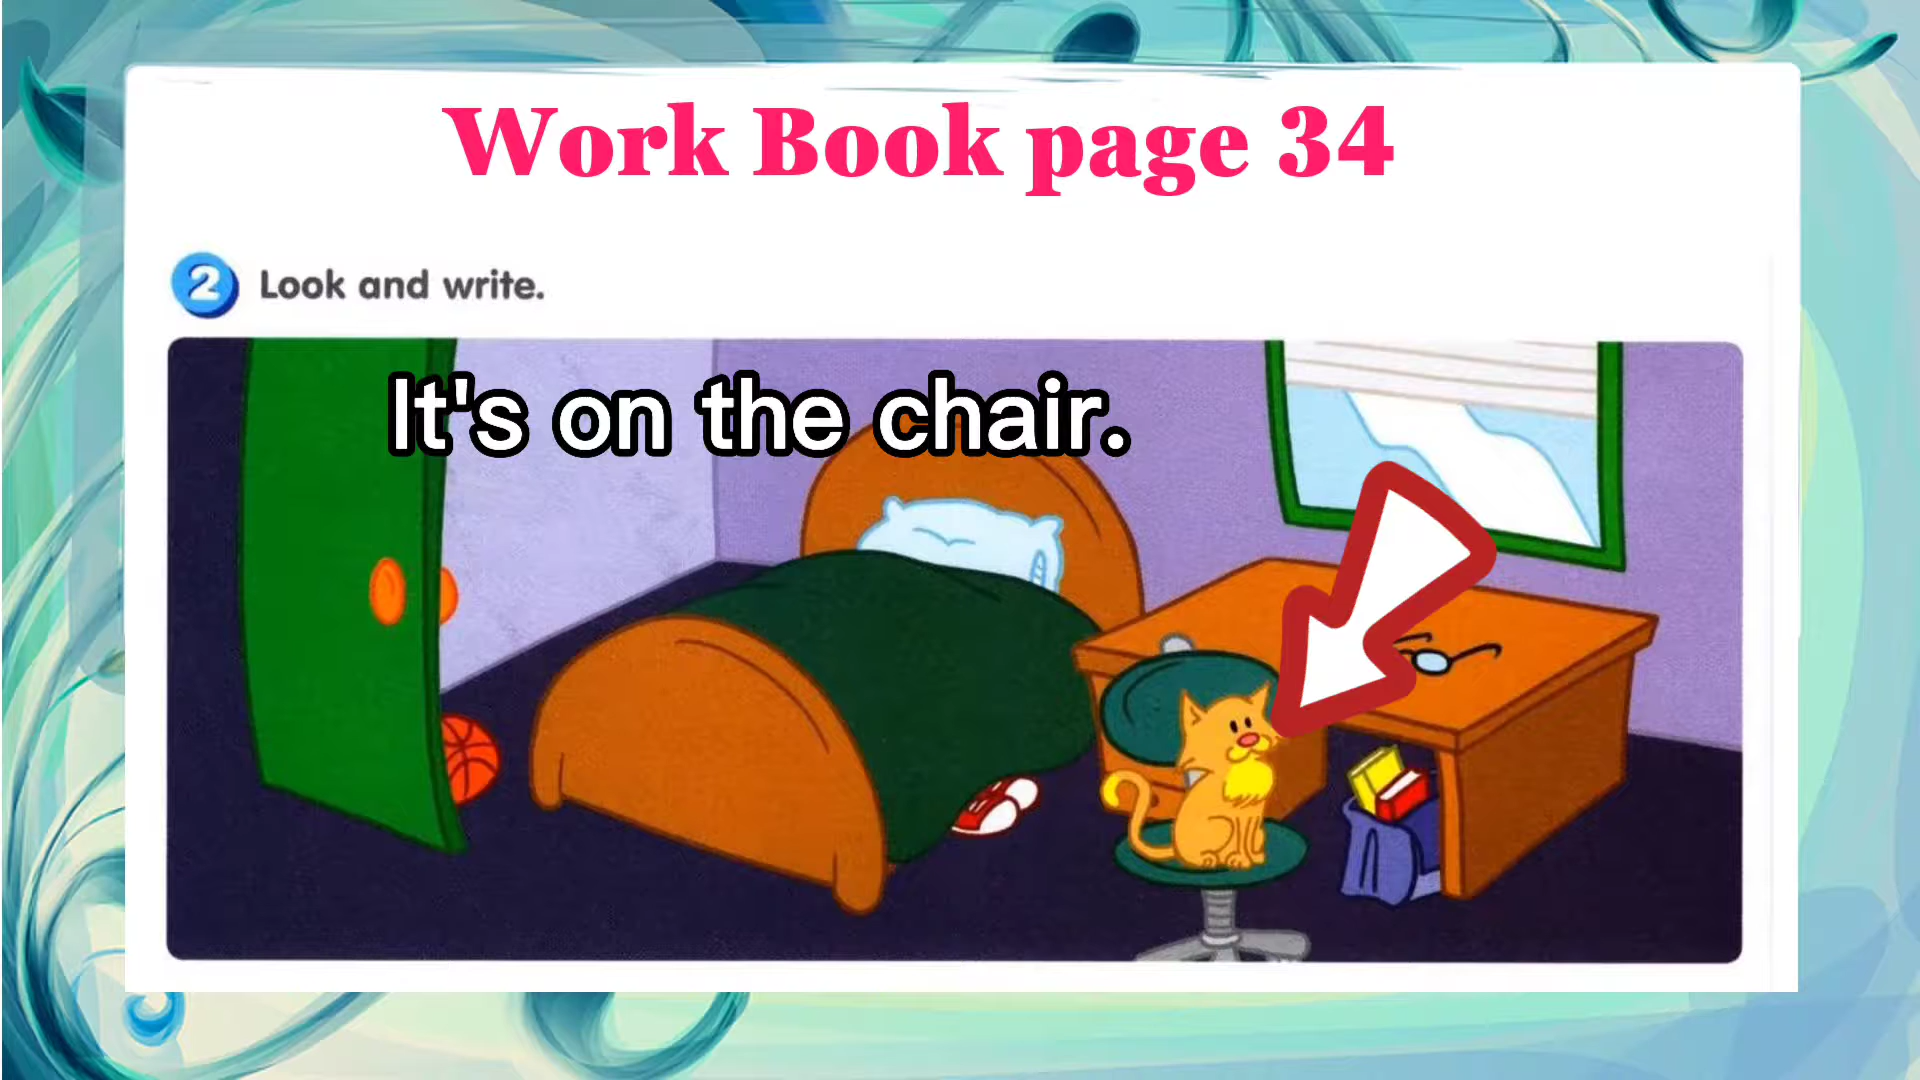 Work Book page 34
2 Look and write.
It's on the chair.